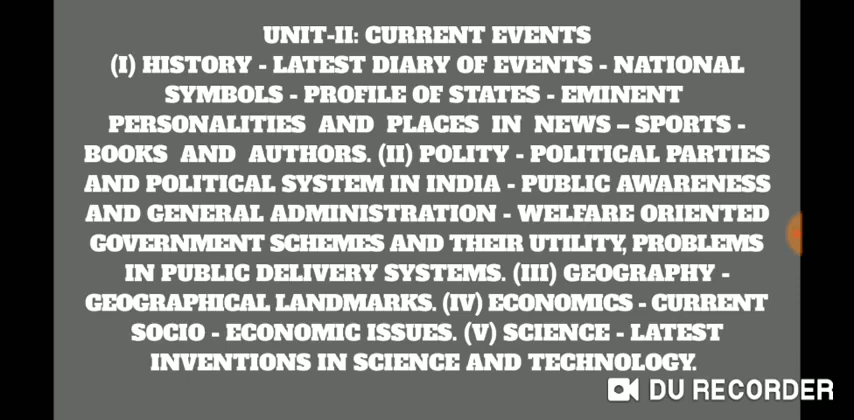 UNIT-II: CURRENT EVENTS
(I) HISTORY - LATEST DIARY OF EVENTS - NATIONAL
SYMBOLS - PROFILE OF STATES - EMINENT
PERSONALITIES AND PLACES IN NEWS – SPORTS -
BOOKS AND AUTHORS. (II) POLITY - POLITICAL PARTIES
AND POLITICAL SYSTEM IN INDIA - PUBLIC AWARENESS
AND GENERAL ADMINISTRATION - WELFARE ORIENTED
GOVERNMENT SCHEMES AND THEIR UTILITY, PROBLEMS
IN PUBLIC DELIVERY SYSTEMS. (III) GEOGRAPHY -
GEOGRAPHICAL LANDMARKS. (IV) ECONOMICS - CURRENT
SOCIO - ECONOMIC ISSUES. (V) SCIENCE - LATEST
INVENTIONS IN SCIENCE AND TECHNOLOGY.
DU RECORDER